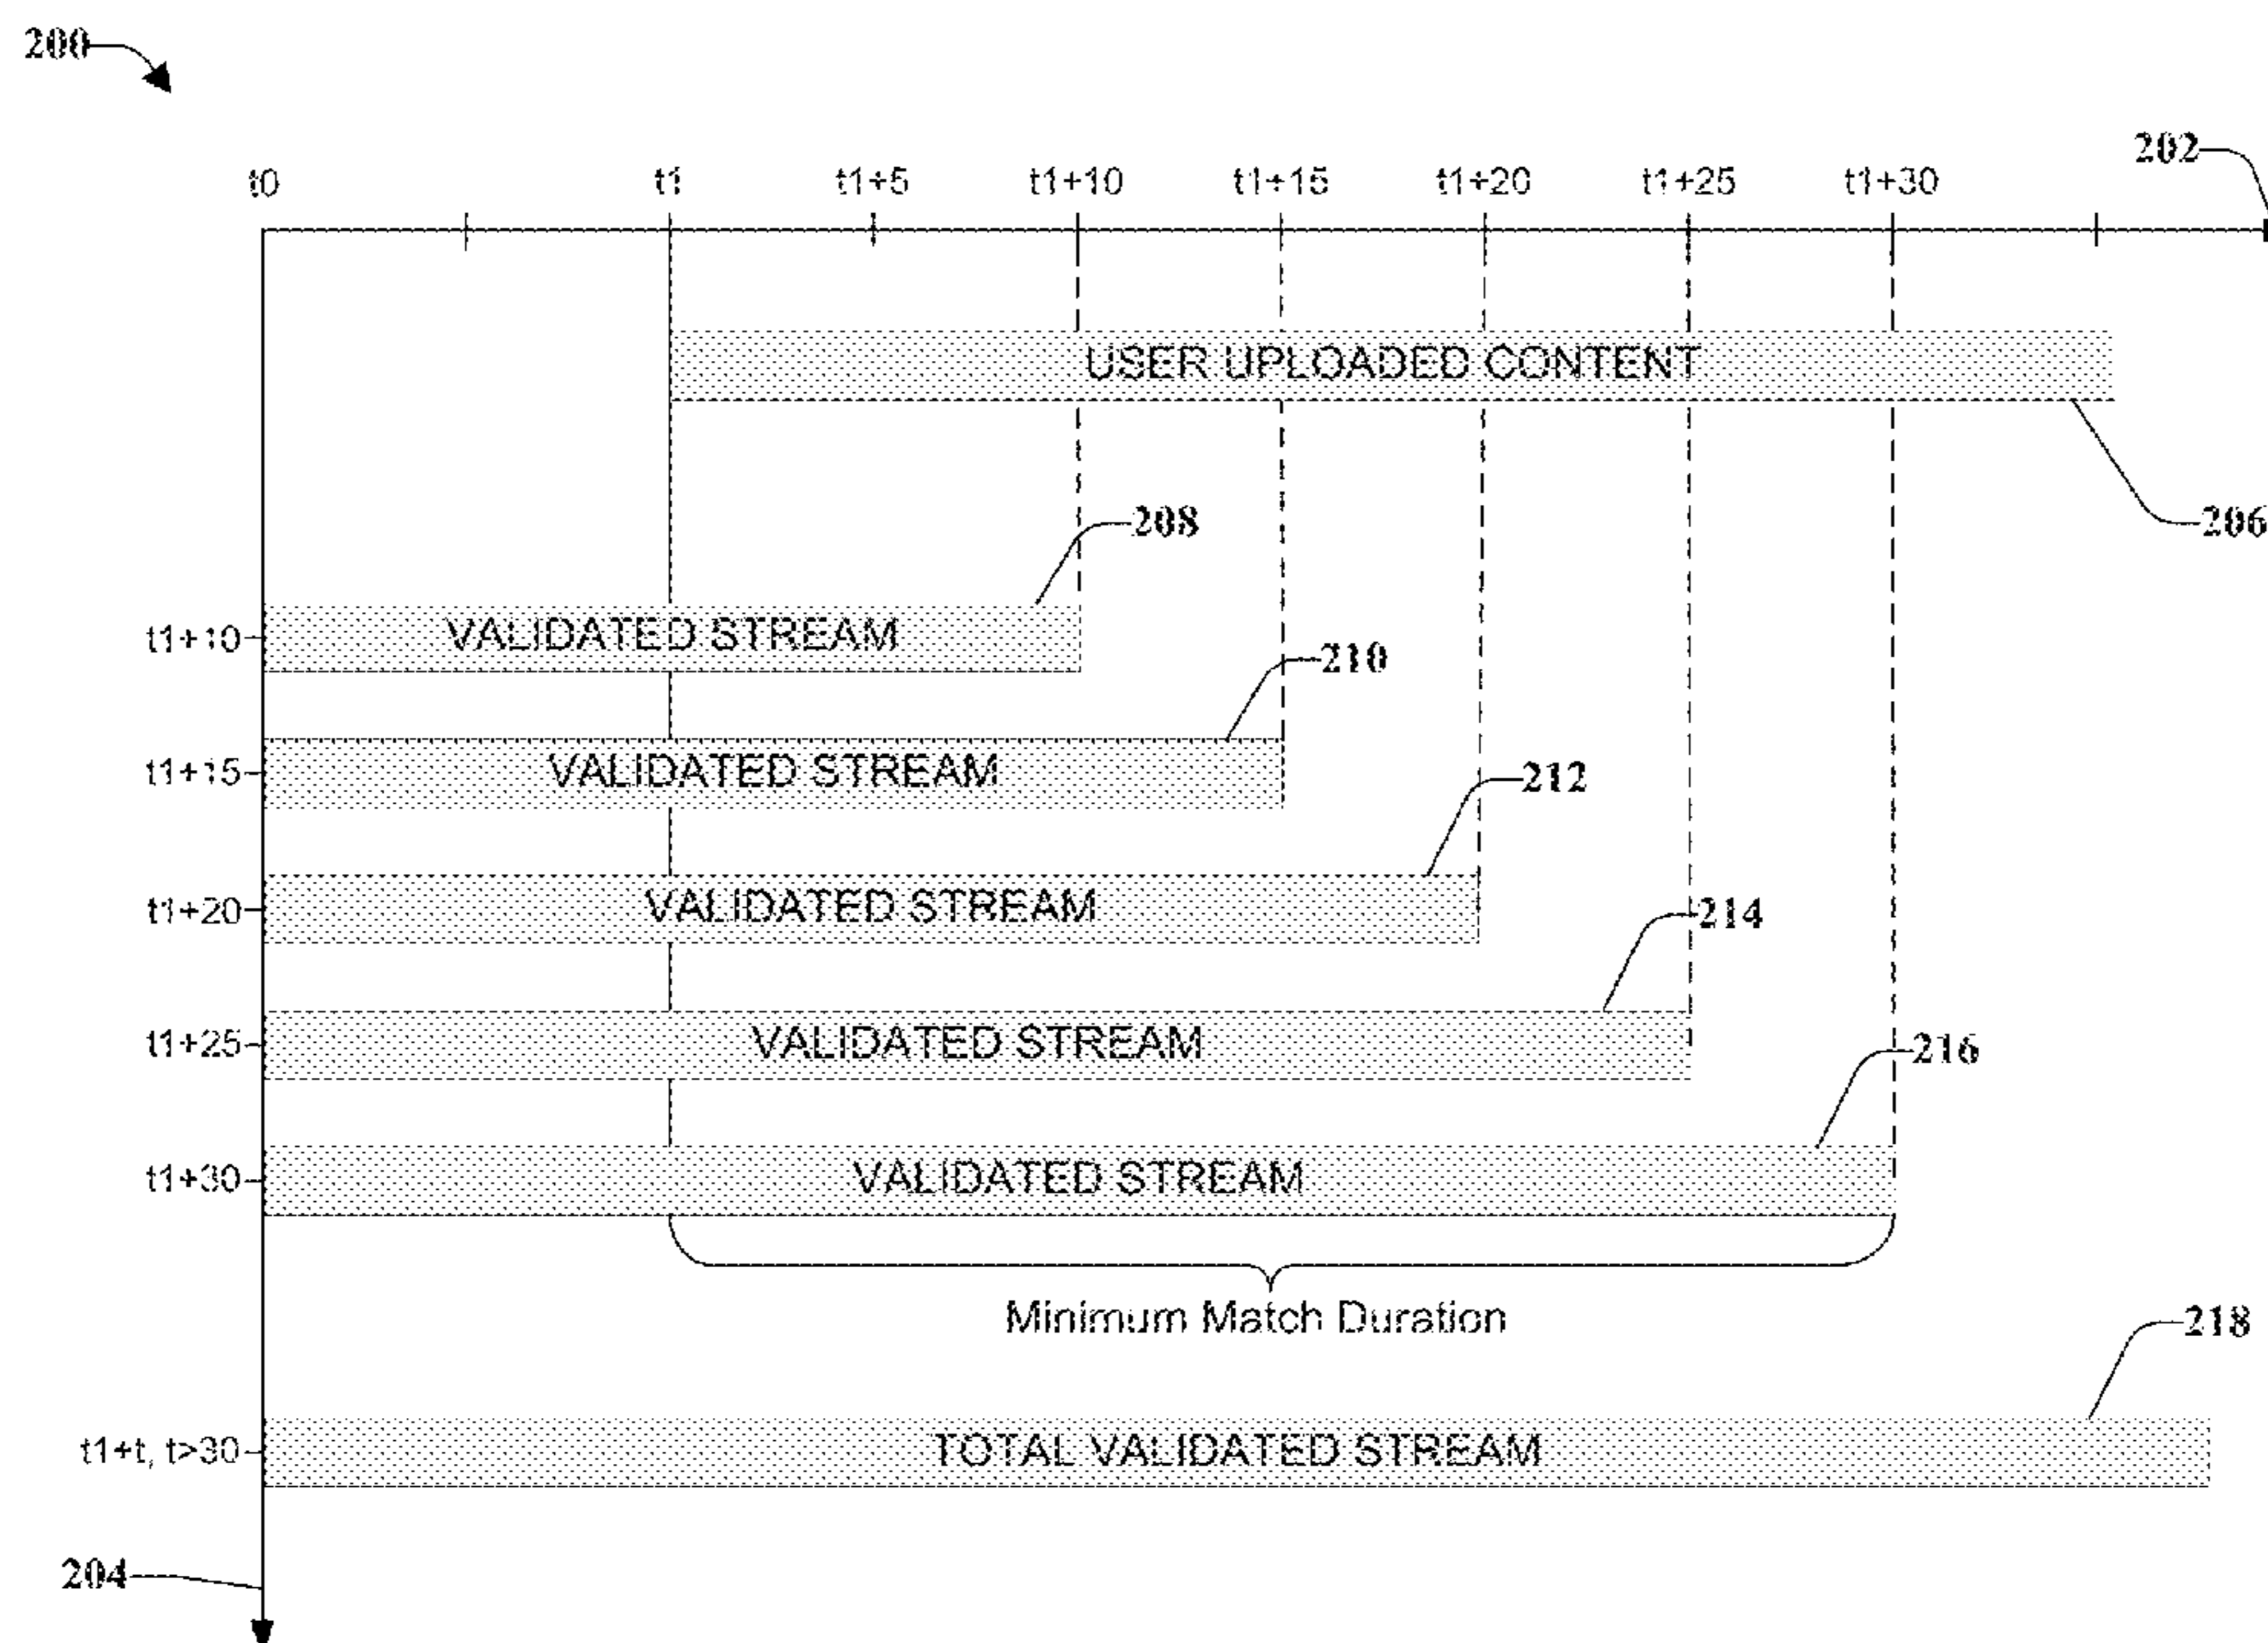 200
202
t0 t1 t1+5 t1+10 t1+15 t1+20 t1+25 t1+30
USER UPLOADED CONTENT
206
208
t1+10 VALIDATED STREAM
210
t1+15 VALIDATED STREAM
212
t1+20 VALIDATED STREAM
214
t1+25 VALIDATED STREAM
216
t1+30 VALIDATED STREAM
Minimum Match Duration
218
t1+t, t>30 TOTAL VALIDATED STREAM
204